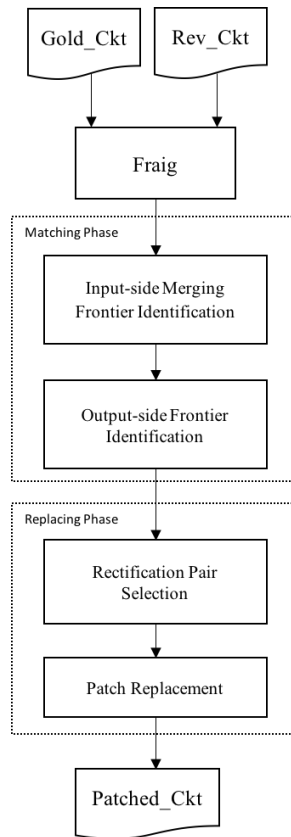 Gold_Ckt
Rev_Ckt
Fraig
Matching Phase
Input-side Merging
Frontier Identification
Output-side Frontier
Identification
Replacing Phase
Rectification Pair
Selection
Patch Replacement
Patched_Ckt